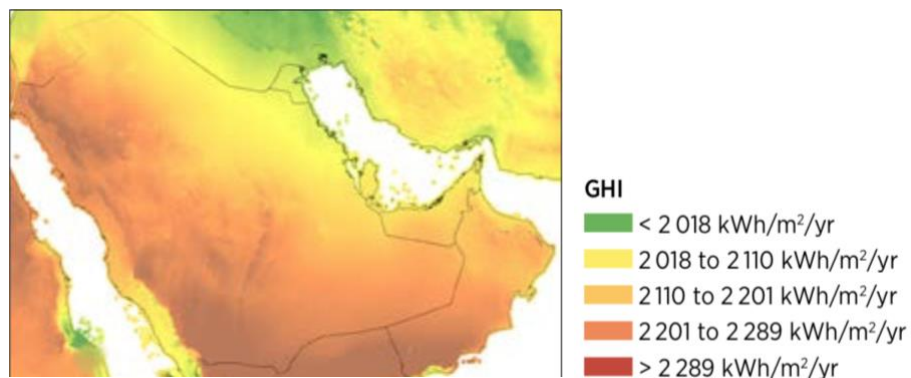 GHI
< 2 018 kWh/m²/yr
2 018 to 2 110 kWh/m²/yr
2 110 to 2 201 kWh/m²/yr
2 201 to 2 289 kWh/m²/yr
> 2 289 kWh/m²/yr